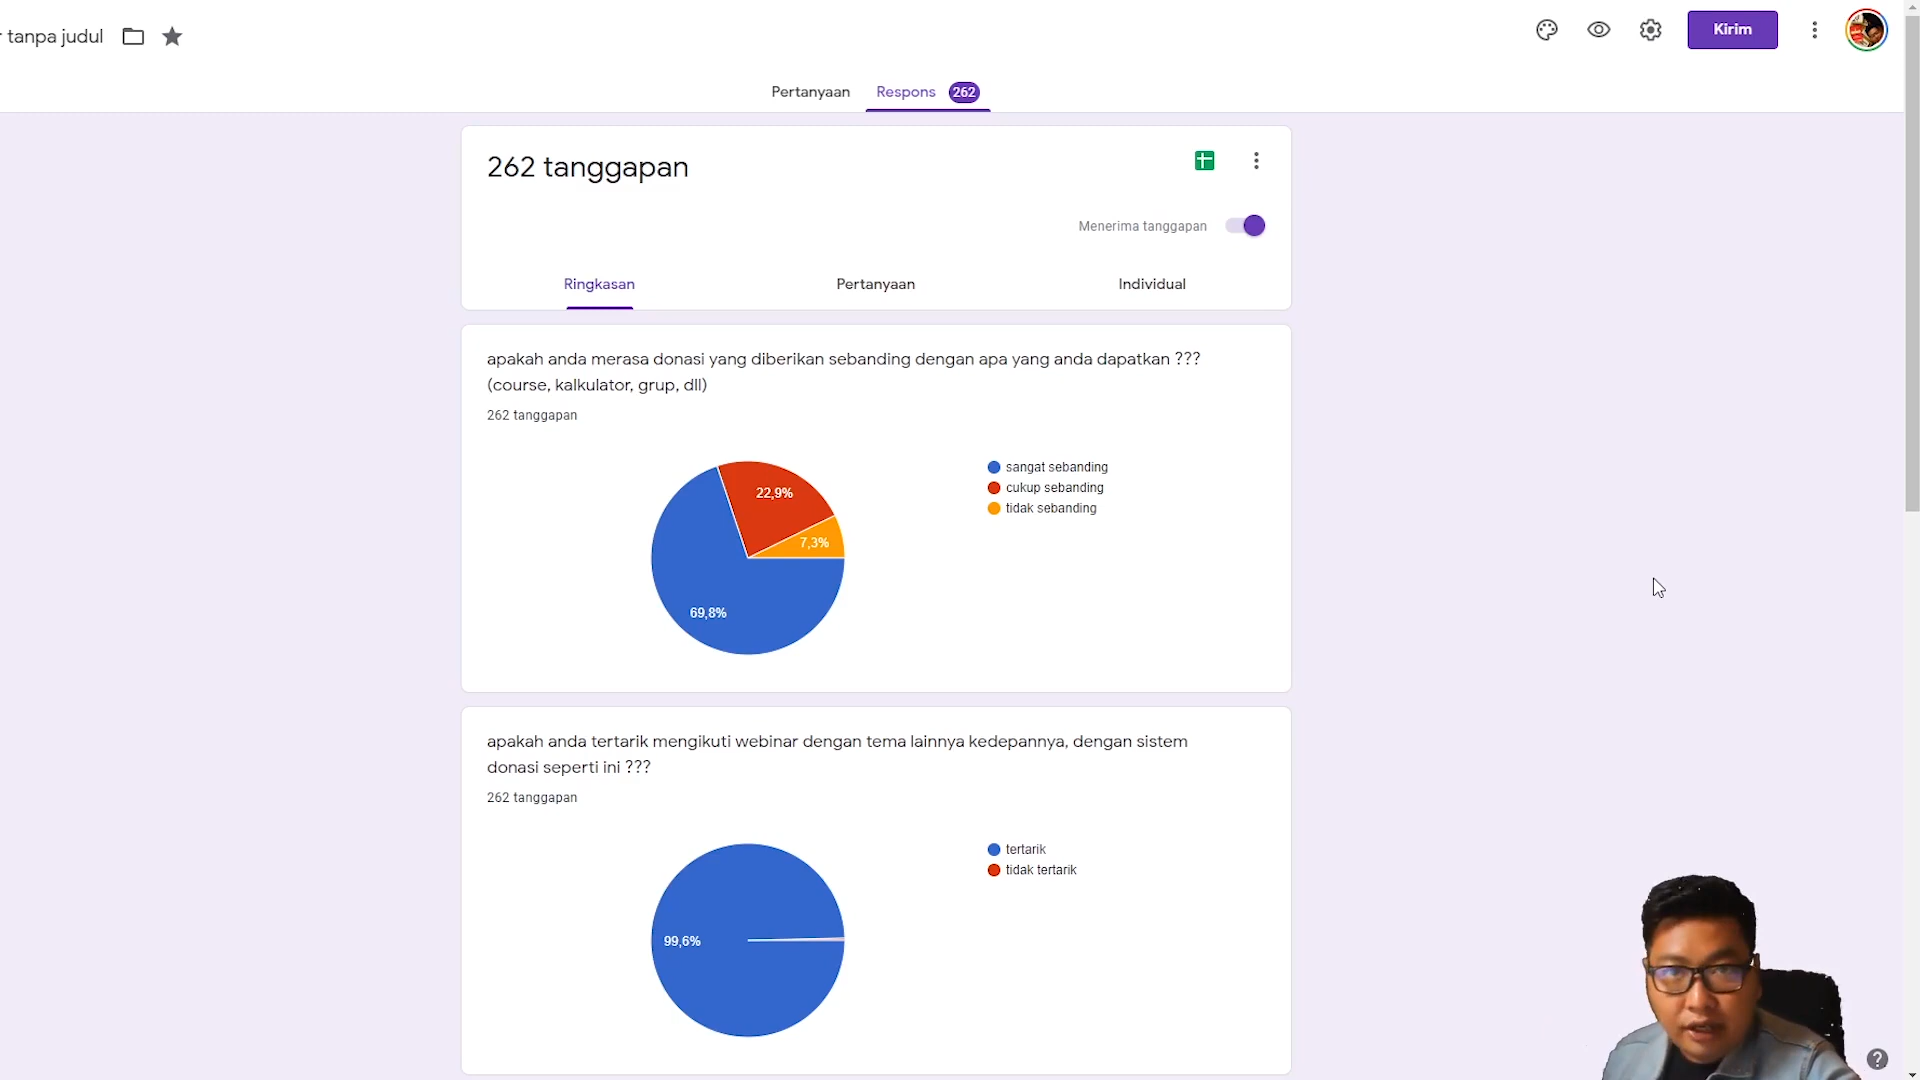 tanpa judul
Kirim
Pertanyaan
Respons 262
262 tanggapan
Menerima tanggapan
Ringkasan
Pertanyaan
Individual
apakah anda merasa donasi yang diberikan sebanding dengan apa yang anda dapatkan ???
(course, kalkulator, grup, dll)
262 tanggapan
sangat sebanding
cukup sebanding
tidak sebanding
22,9%
7,3%
69,8%
apakah anda tertarik mengikuti webinar dengan tema lainnya kedepannya, dengan sistem
donasi seperti ini ???
262 tanggapan
tertarik
tidak tertarik
99,6%